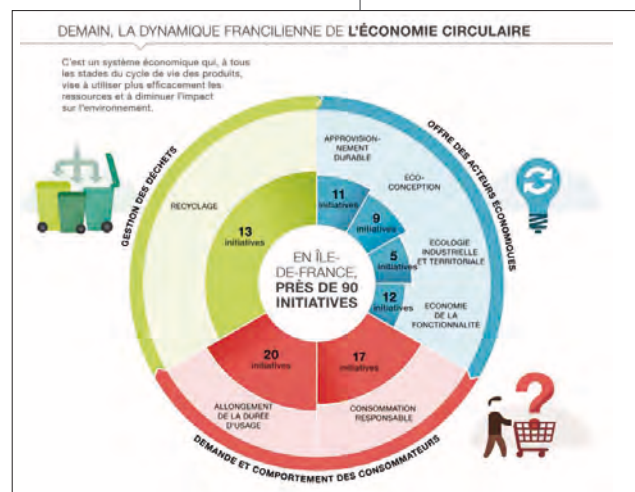 DEMAIN, LA DYNAMIQUE FRANCILIENNE DE L'ÉCONOMIE CIRCULAIRE
C'est un système économique qui, à tous
les stades du cycle de vie des produits,
vise à utiliser plus efficacement les
ressources et à diminuer l'impact
sur l'environnement.
GESTION DES DÉCHETS
OFFRE DES ACTEURS ÉCONOMIQUES
RECYCLAGE
13
initiatives
APPROVISION-
NEMENT
DURABLE
11
initiatives
ECO-
CONCEPTION
9
initiatives
ECOLOGIE
INDUSTRIELLE
ET TERRITORIALE
5
initiatives
ECONOMIE
DE LA
FONCTIONNALITÉ
12
initiatives
EN ÎLE-
DE-FRANCE,
PRÈS DE 90
INITIATIVES
20
initiatives
17
initiatives
ALLONGEMENT
DE LA DURÉE
D'USAGE
CONSOMMATION
RESPONSABLE
DEMANDE ET COMPORTEMENT DES CONSOMMATEURS
?